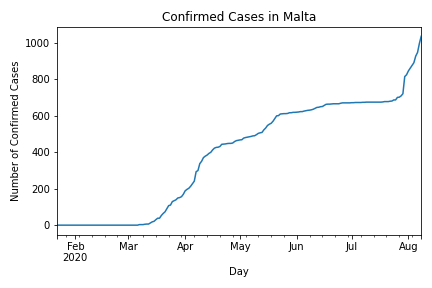 Confirmed Cases in Malta
Number of Confirmed Cases
1000
800
600
400
200
0
Feb
2020
Mar
Apr
May
Jun
Jul
Aug
Day